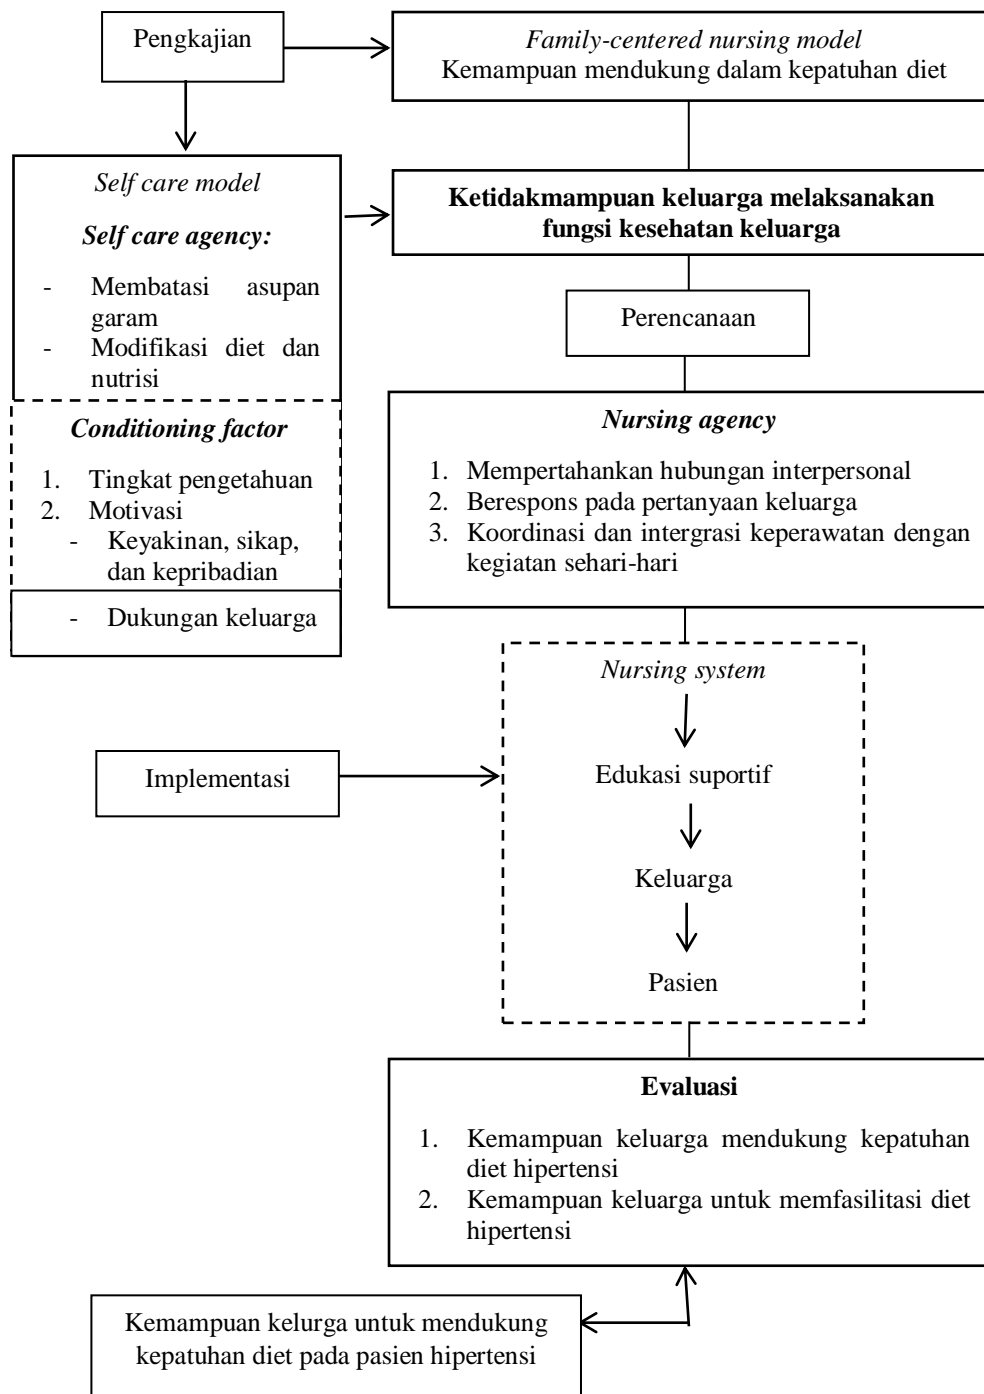 Pengkajian
Family-centered nursing model
Kemampuan mendukung dalam kepatuhan diet
Self care model
Self care agency:
- Membatasi asupan
garam
- Modifikasi diet dan
nutrisi
Conditioning factor
1. Tingkat pengetahuan
2. Motivasi
- Keyakinan, sikap,
dan kepribadian
- Dukungan keluarga
Ketidakmampuan keluarga melaksanakan
fungsi kesehatan keluarga
Perencanaan
Nursing agency
1. Mempertahankan hubungan interpersonal
2. Berespons pada pertanyaan keluarga
3. Koordinasi dan intergrasi keperawatan dengan
kegiatan sehari-hari
Nursing system
Edukasi suportif
Keluarga
Pasien
Implementasi
Evaluasi
1. Kemampuan keluarga mendukung kepatuhan
diet hipertensi
2. Kemampuan keluarga untuk memfasilitasi diet
hipertensi
Kemampuan kelurga untuk mendukung
kepatuhan diet pada pasien hipertensi